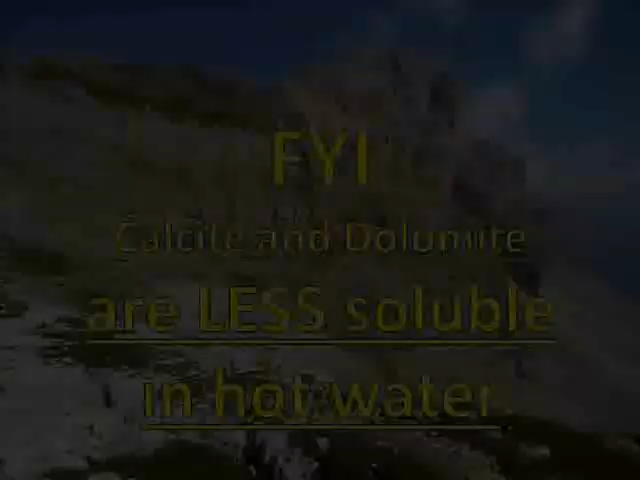 FYI
Calcite and Dolomite
are LESS soluble
in hot water.